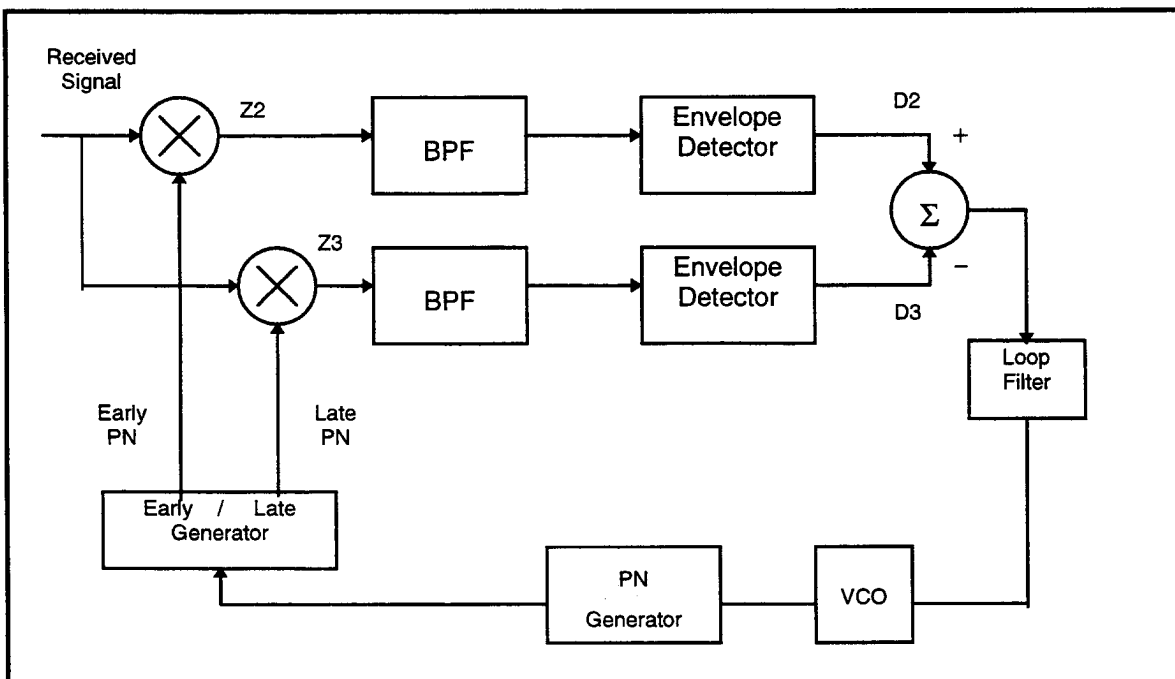 Received
Signal
Z2
BPF
Envelope
Detector
D2
+
Σ
Z3
BPF
Envelope
Detector
−
D3
Loop
Filter
Early
PN
Late
PN
Early / Late
Generator
PN
Generator
VCO